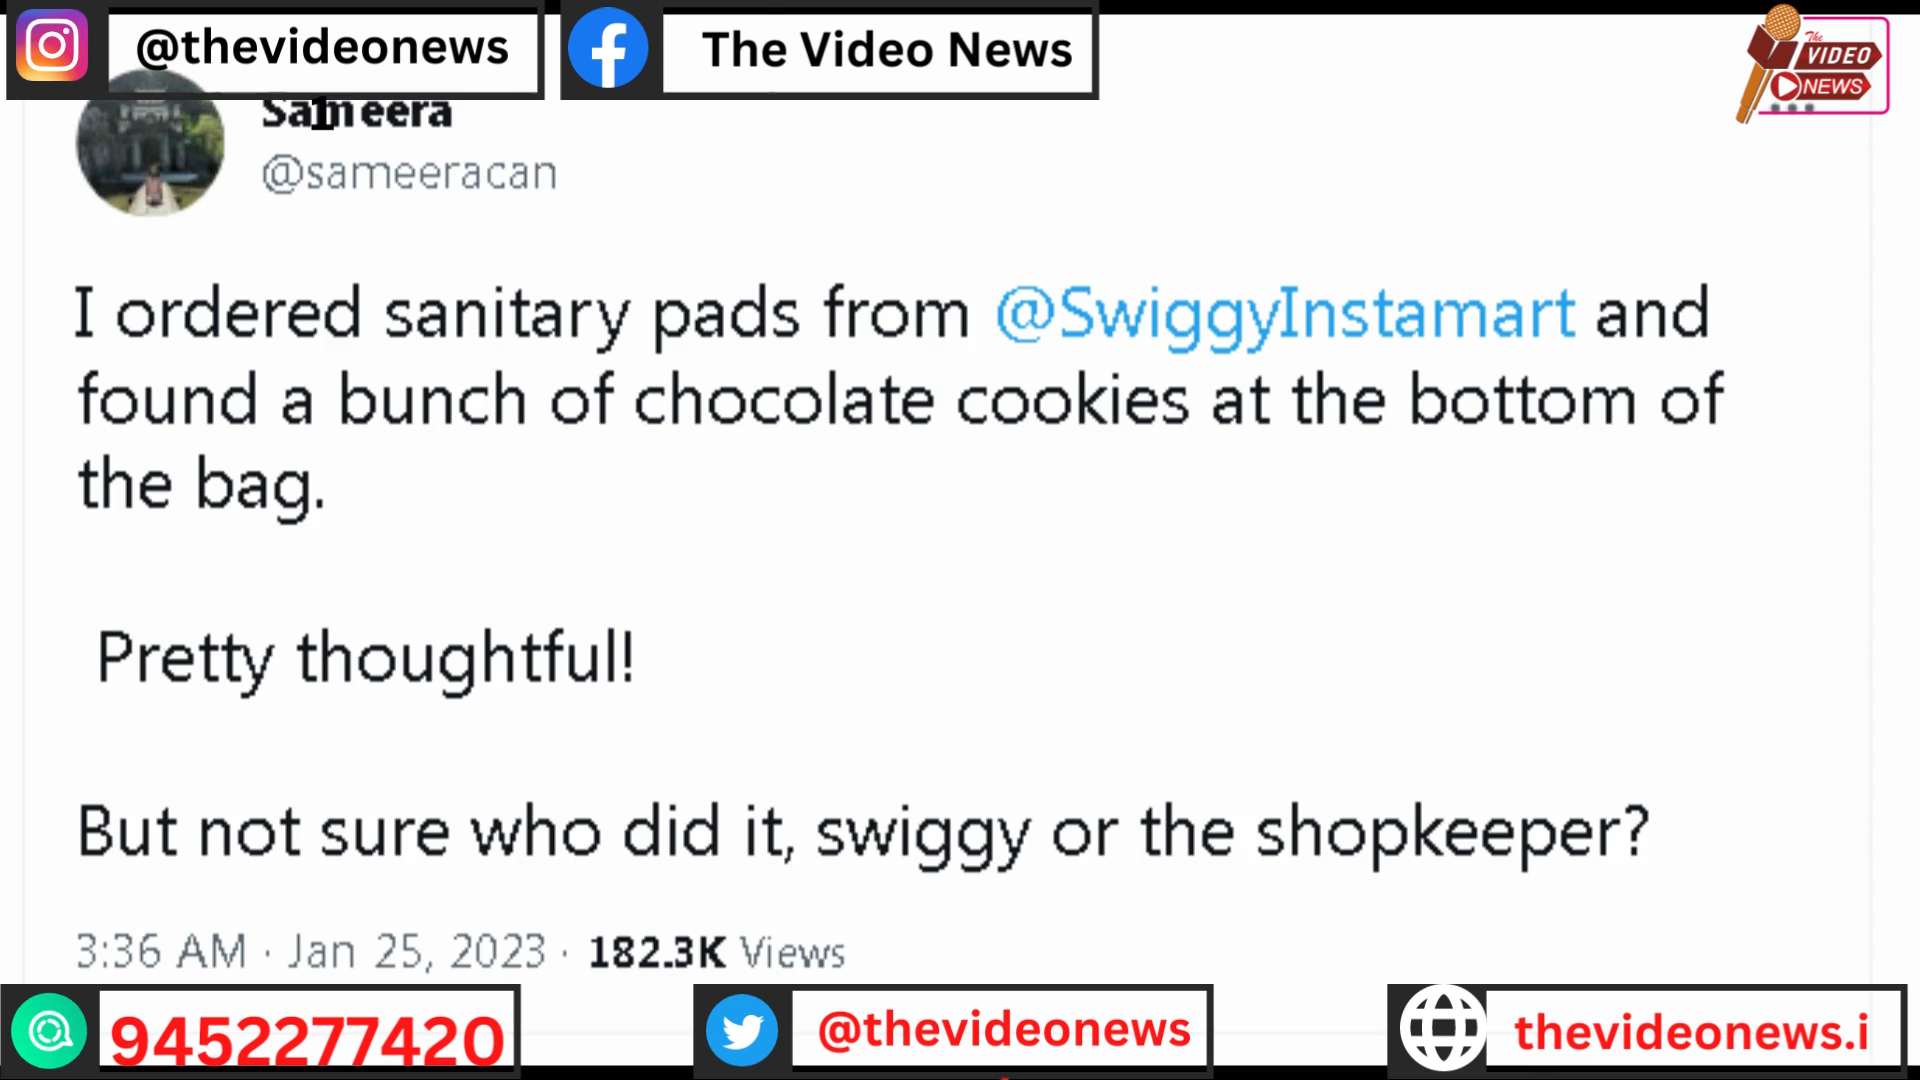 @thevideonews
1
The Video News
The
VIDEO
NEWS
Sameera
@sameeracan
I ordered sanitary pads from @SwiggyInstamart and
found a bunch of chocolate cookies at the bottom of
the bag.
Pretty thoughtful!
But not sure who did it, swiggy or the shopkeeper?
3:36 AM · Jan 25, 2023 · 182.3K Views
9452277420
@thevideonews
thevideonews.i